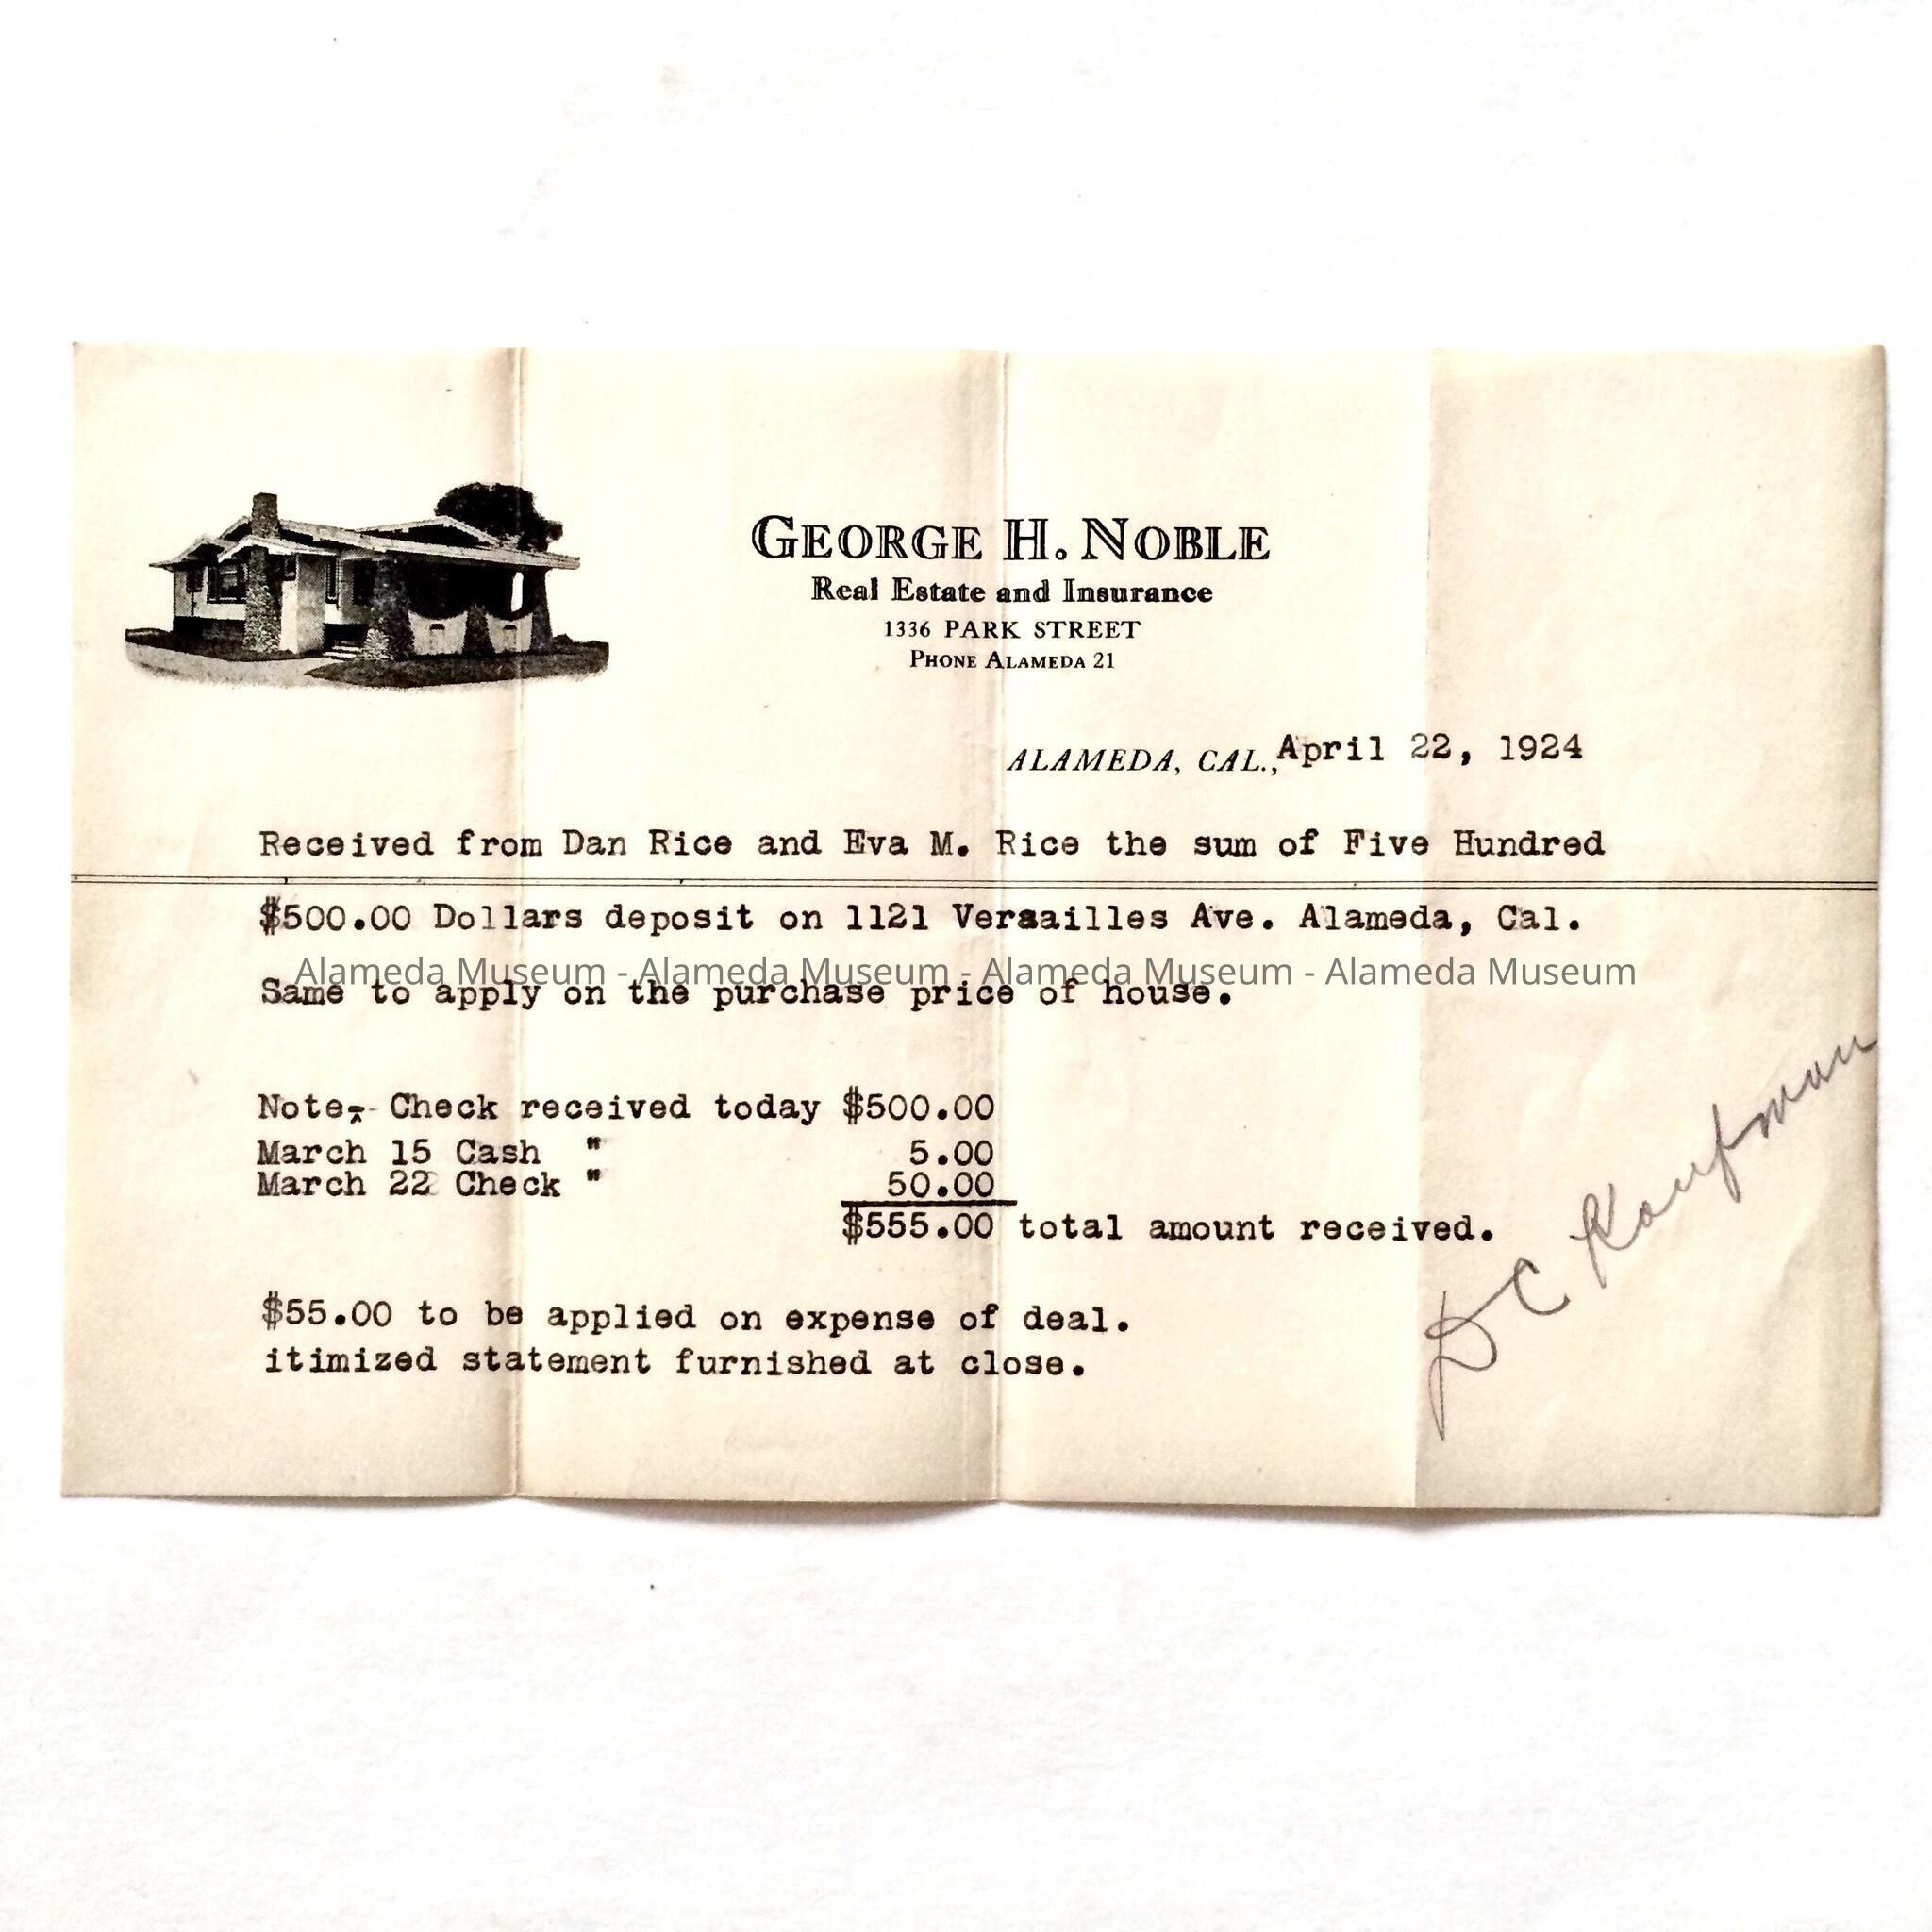 GEORGE H. NOBLE
Real Estate and Insurance
1336 PARK STREET
PHONE ALAMEDA 21
ALAMEDA, CAL., April 22, 1924
Received from Dan Rice and Eva M. Rice the sum of Five Hundred
$500.00 Dollars deposit on 1121 Versailles Ave. Alameda, Cal.
Alameda Museum - Alameda Museum - Alameda Museum - Alameda Museum
Same to apply on the purchase price of house.
Note,- Check received today $500.00
March 15 Cash " 5.00
March 22 Check " 50.00
$555.00 total amount received.
$55.00 to be applied on expense of deal.
itimized statement furnished at close.
D C Kaufman